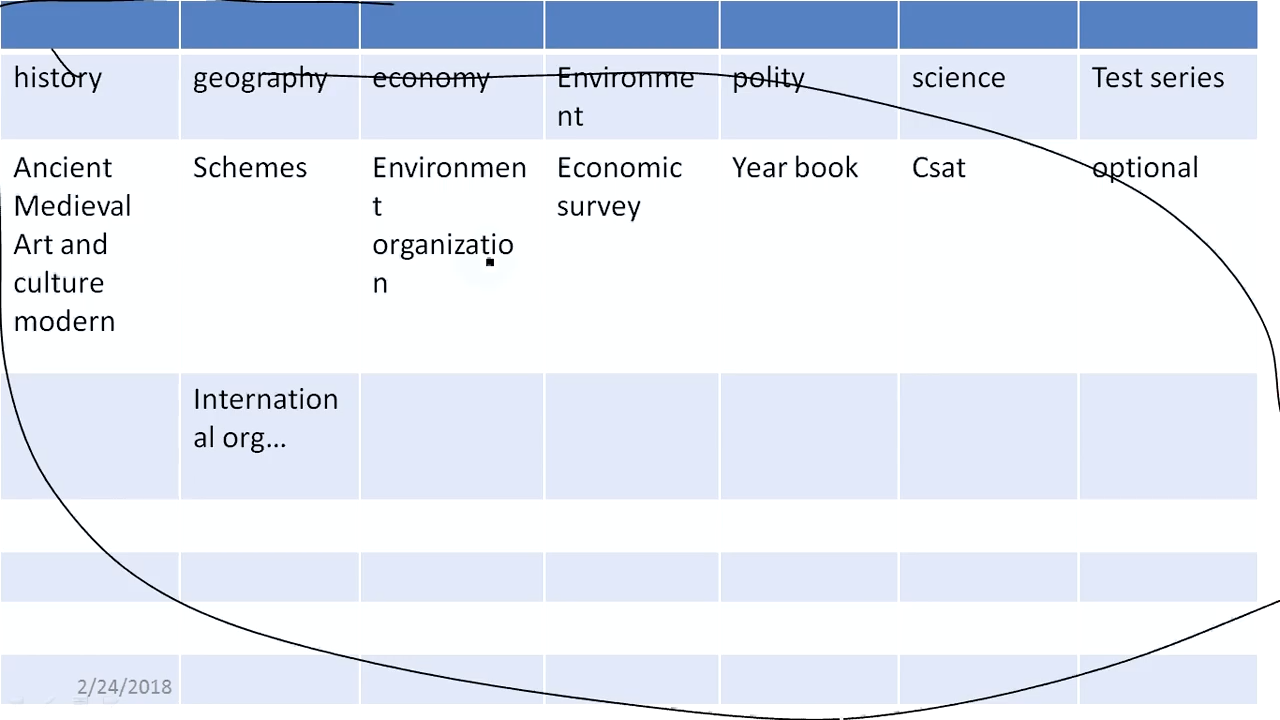 history geography economy Environme polity science Test series
nt
Ancient Schemes Environmen Economic Year book Csat optional
Medieval t survey
Art and organizatio
culture n
modern
Internation
al org...
2/24/2018